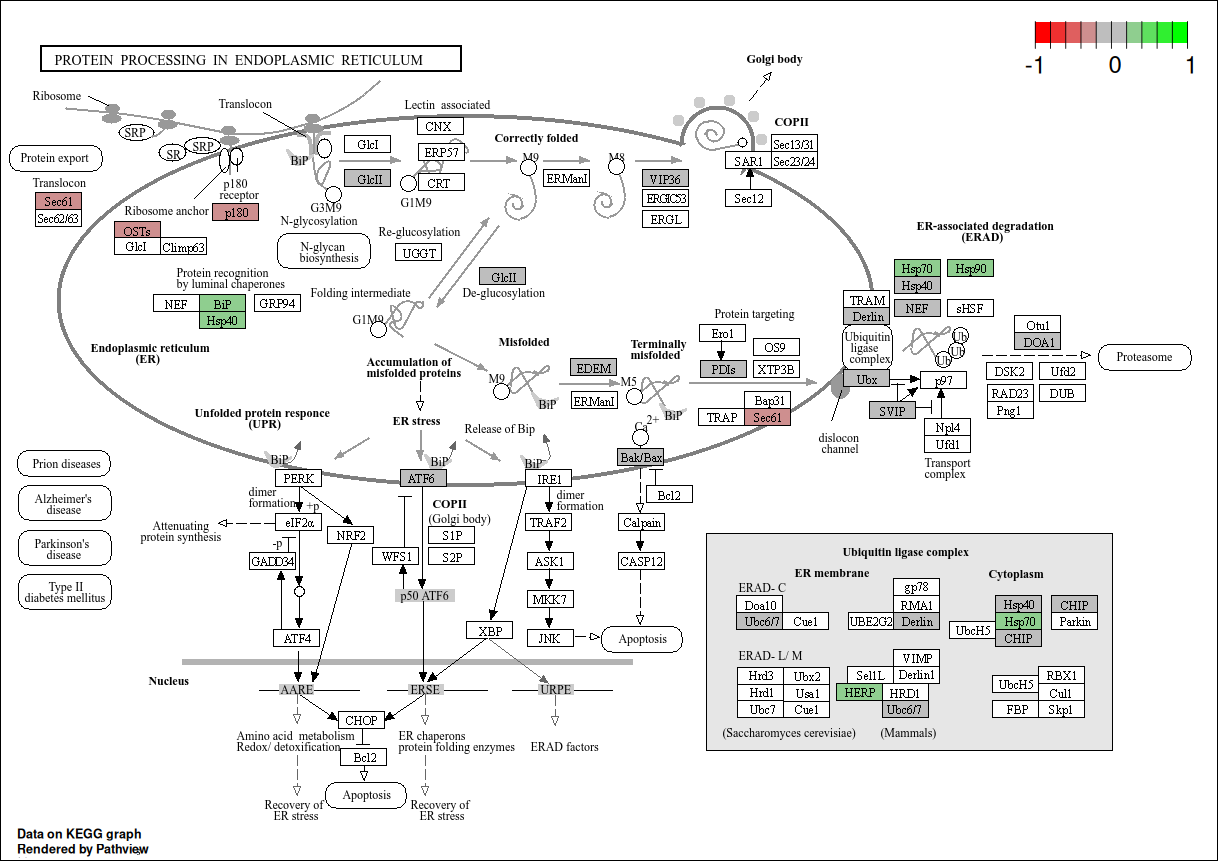 PROTEIN PROCESSING IN ENDOPLASMIC RETICULUM
-1 0 1
Golgi body
Ribosome
Translocon
Lectin associated
SRP
SRP
SR
CNX
Correctly folded
COPII
BiP
GlcI
ERP57
GlcII
CRT
M9
ERManI
M8
VIP36
ERGIC53
ERGL
SAR1
Sec13/31
Sec23/24
Sec12
Protein export
Translocon
Sec61
Sec62/63
p180
receptor
Ribosome anchor
p180
OSTs
GlcI
Climp63
G3M9
N-glycosylation
G1M9
N-glycan
biosynthesis
Re-glucosylation
UGGT
GlcII
De-glucosylation
Protein recognition
by luminal chaperones
NEF
BiP
GRP94
Hsp40
Folding intermediate
G1M9
Endoplasmic reticulum
(ER)
Accumulation of
misfolded proteins
Misfolded
Terminally
misfolded
M9
BiP
EDEM
ERManI
M5
BiP
Protein targeting
Ero1
OS9
PDIs
XTP3B
Bap31
TRAP
Sec61
ER-associated degradation
(ERAD)
Hsp70
Hsp90
Hsp40
NEF
sHSF
TRAM
Derlin
Ubiquitin
ligase
complex
Ubx
Ub
Ub
Ub
p97
SVIP
Npl4
Ufd1
Transport
complex
dislocon
channel
Otu1
DOA1
DSK2
Ufd2
RAD23
DUB
Png1
Proteasome
Unfolded protein responce
(UPR)
ER stress
Release of Bip
Ca2+
BiP
BiP
BiP
PERK
ATF6
IRE1
Bak/Bax
Bcl2
Prion diseases
Alzheimer's
disease
Parkinson's
disease
Type II
diabetes mellitus
dimer
formation
+p
Attenuating
protein synthesis
eIF2α
-p
GADD34
NRF2
ATF4
COPII
(Golgi body)
S1P
S2P
WFS1
p50 ATF6
dimer
formation
TRAF2
ASK1
MKK7
JNK
XBP
Calpain
CASP12
Apoptosis
Nucleus
AARE
ERSE
URPE
CHOP
Amino acid metabolism
Redox/ detoxification
Bcl2
ER chaperons
protein folding enzymes
ERAD factors
Recovery of
ER stress
Apoptosis
Recovery of
ER stress
Ubiquitin ligase complex
ER membrane
Cytoplasm
ERAD- C
Doa10
Ubc6/7
Cue1
gp78
RMA1
UBE2G2
Derlin
Hsp40
Hsp70
CHIP
UbcH5
CHIP
Parkin
ERAD- L/ M
Hrd3
Ubx2
Hrd1
Usa1
Ubc7
Cue1
VIMP
Sel1L
Derlin1
HERP
HRD1
Ubc6/7
RBX1
UbcH5
Cul1
FBP
Skp1
(Saccharomyces cerevisiae)
(Mammals)
Data on KEGG graph
Rendered by Pathview